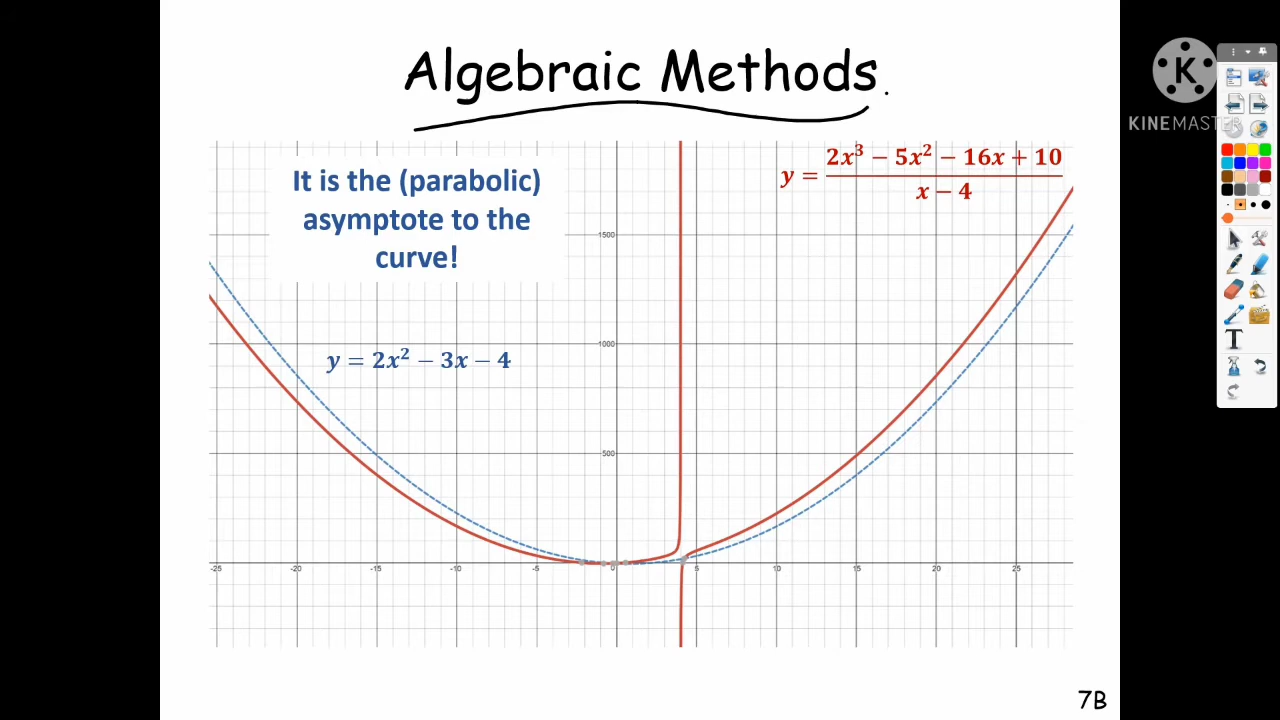 Algebraic Methods.
K
KINEMASTER
y = \frac{2x³ − 5x² − 16x + 10}{x − 4}
It is the (parabolic)
asymptote to the
curve!
y = 2x² − 3x − 4
1500
1000
500
-25 -20 -15 -10 -5 0 5 10 15 20 25
T
7B